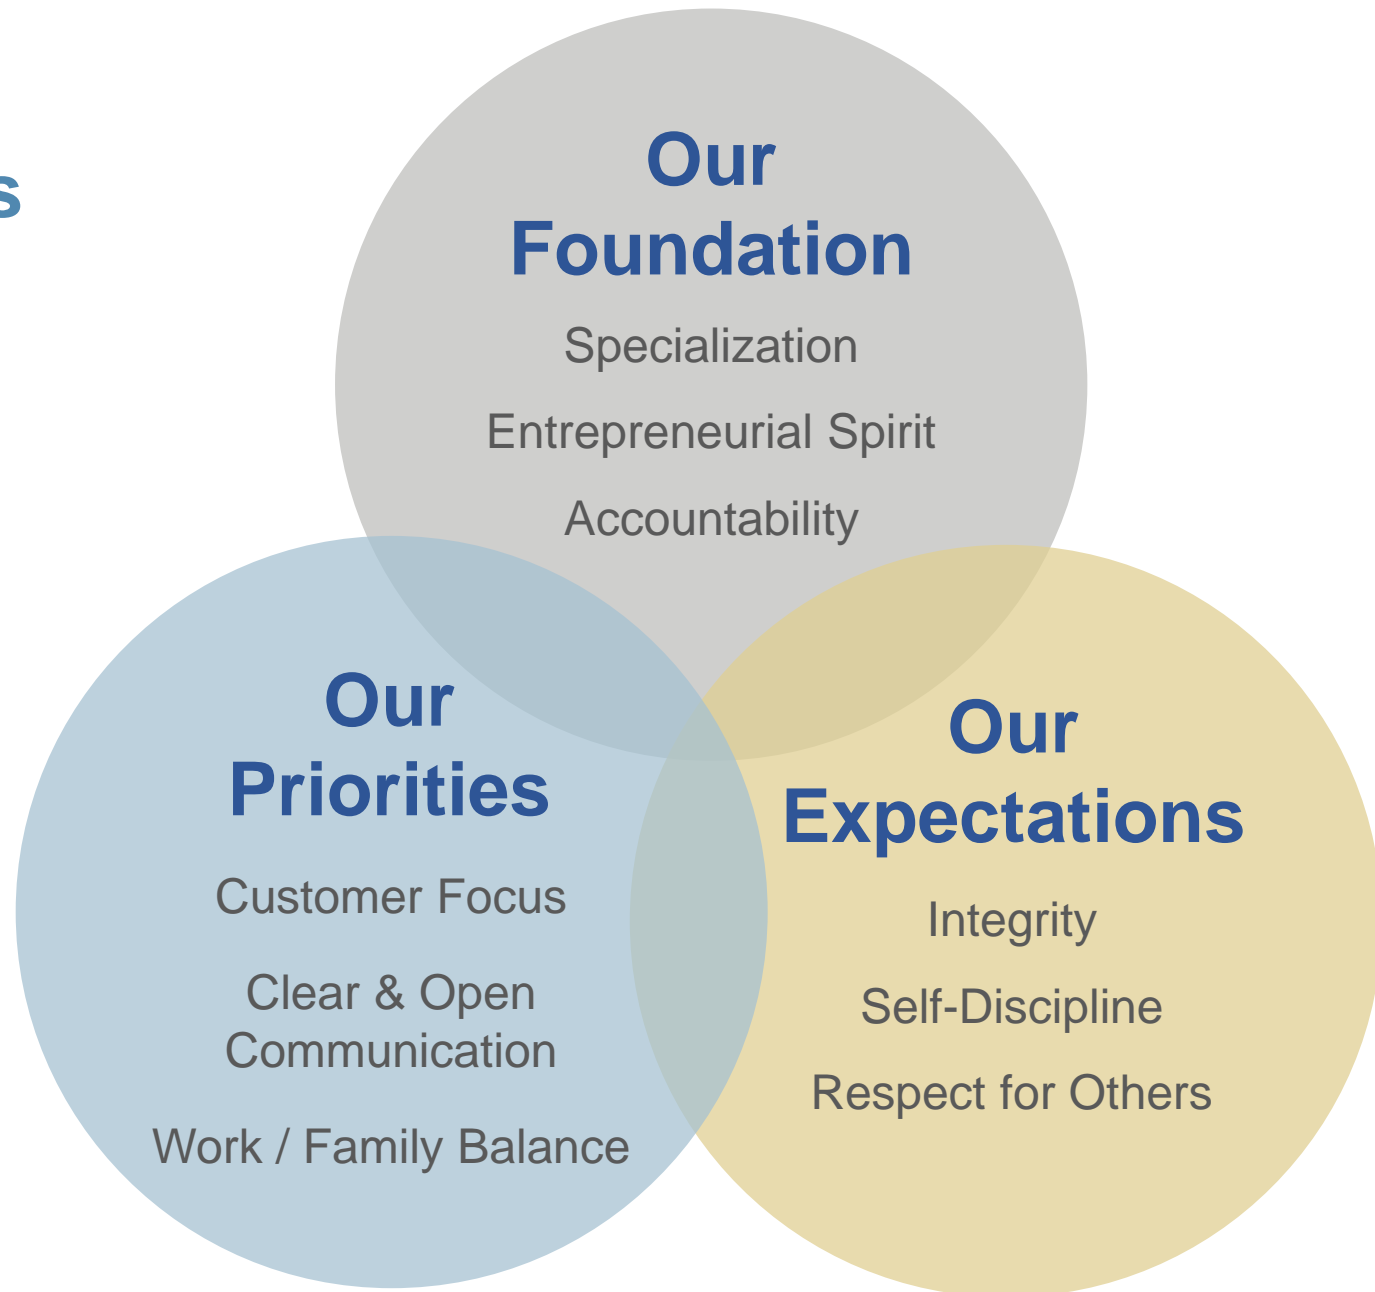 s
Our
Foundation
Specialization
Entrepreneurial Spirit
Accountability
Our
Priorities
Customer Focus
Clear & Open
Communication
Work / Family Balance
Our
Expectations
Integrity
Self-Discipline
Respect for Others